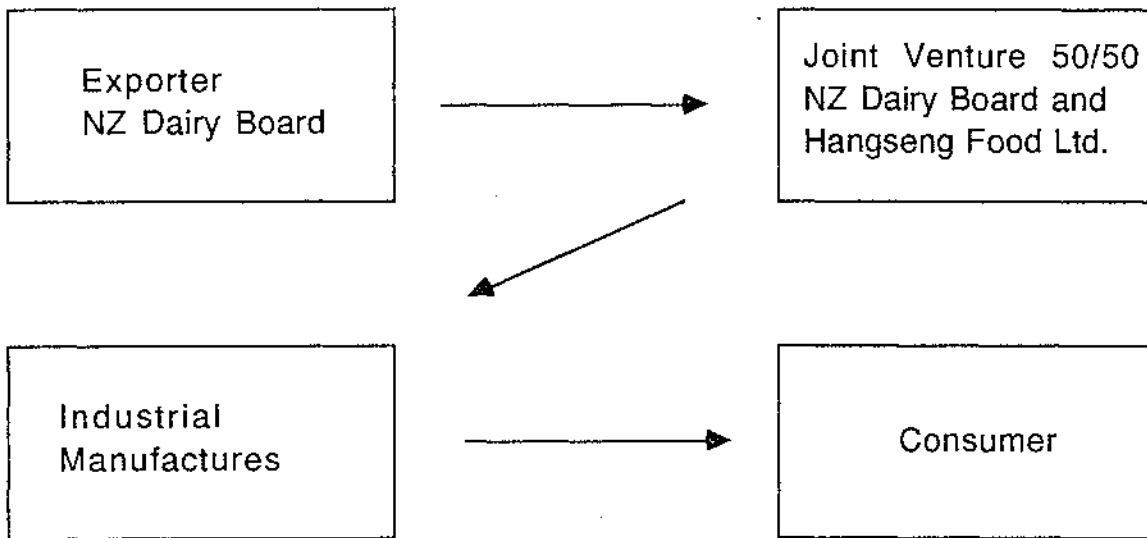 Exporter
NZ Dairy Board
Joint Venture 50/50
NZ Dairy Board and
Hangseng Food Ltd.
Industrial
Manufactures
Consumer